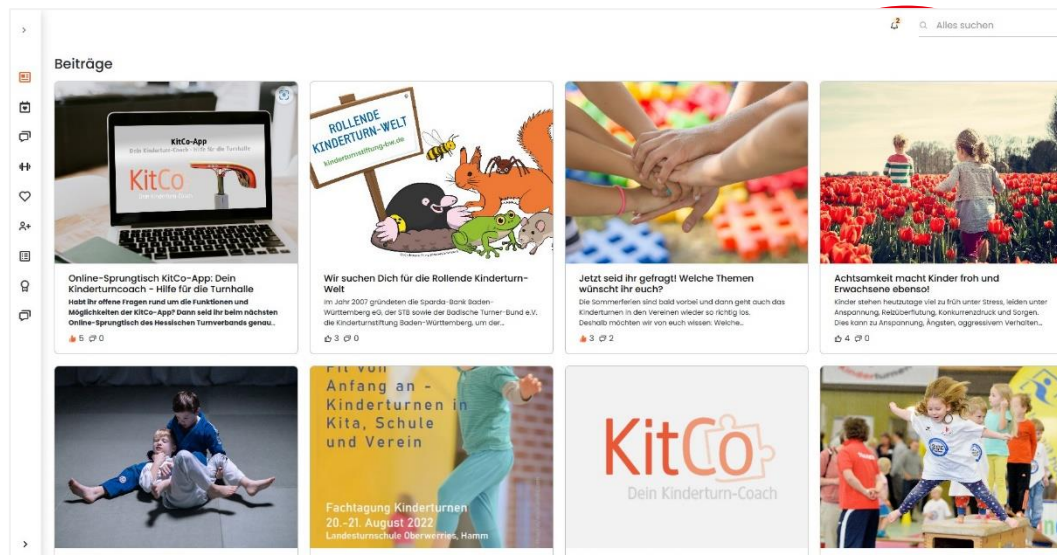 2
Alles suchen
Beiträge
KitCo-App
Dein Kinderturn-Coach - Hilfe für die Turnhalle
KitCo
ROLLENDE
KINDERTURN-WELT
kinderturnstiftung-bw.de
Online-Sprungtisch KitCo-App: Dein
Kinderturncoach - Hilfe für die Turnhalle
Habt ihr offene Fragen rund um die Funktionen und
Möglichkeiten der KitCo-App? Dann seid ihr beim nächsten
Online-Sprungtisch des Hessischen Turnverbands genau...
5 0
Wir suchen Dich für die Rollende Kinderturn-
Welt
Im Jahr 2007 gründeten die Sparda-Bank Baden-
Württemberg eG, der STB sowie der Badische Turner-Bund e.V.
die Kinderturnstiftung Baden-Württemberg, um der...
3 0
Jetzt seid ihr gefragt! Welche Themen
wünscht ihr euch?
Die Sommerferien sind bald vorbei und dann geht auch das
Kinderturnen in den Vereinen wieder so richtig los.
Deshalb möchten wir von euch wissen: Welche...
3 2
Achtsamkeit macht Kinder froh und
Erwachsene ebenso!
Kinder stehen heutzutage viel zu früh unter Stress, leiden unter
Anspannung, Reizüberflutung, Konkurrenzdruck und Sorgen.
Dies kann zu Anspannung, Ängsten, aggressivem Verhalten...
4 0
Fit von
Anfang an -
Kinderturnen in
Kita, Schule
und Verein
Fachtagung Kinderturnen
20.-21. August 2022
Landesturnschule Oberwerries, Hamm
KitCo
Dein Kinderturn-Coach